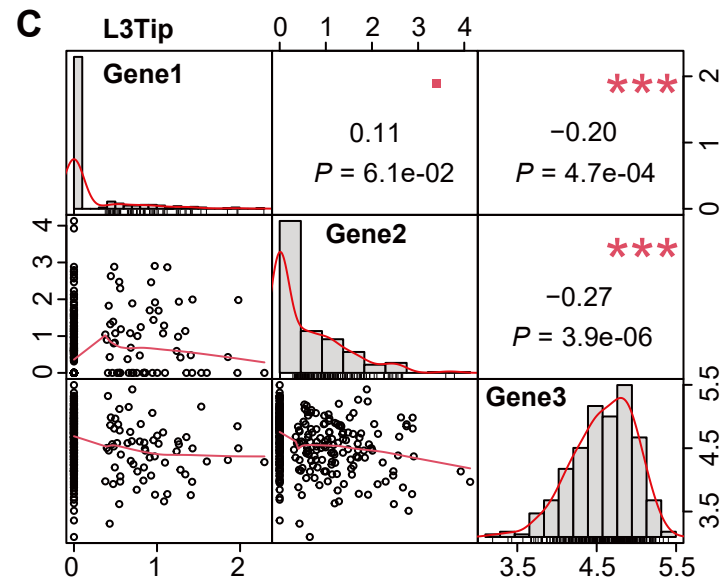 C
L3Tip
0 1 2 3 4
Gene1
0.11
P = 6.1e-02
***
−0.20
P = 4.7e-04
0 1 2
Gene2
***
−0.27
P = 3.9e-06
0 1 2 3 4
Gene3
3.5 4.5 5.5
0 1 2
3.5 4.5 5.5